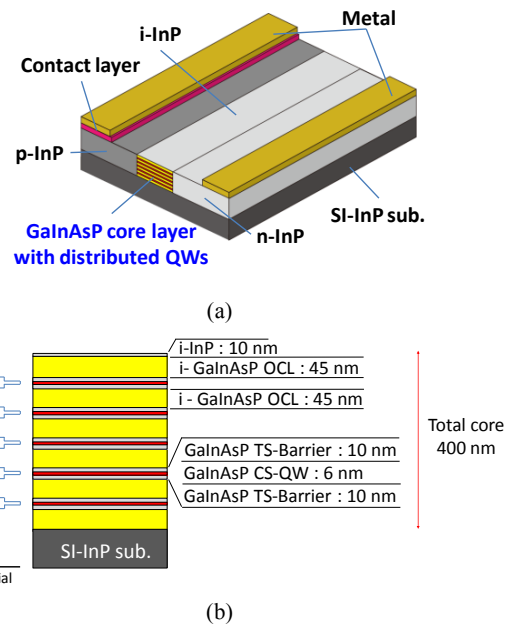 (a)
i-InP
Metal
Contact layer
p-InP
SI-InP sub.
n-InP
GaInAsP core layer
with distributed QWs
(a)
i-InP : 10 nm
i- GaInAsP OCL : 45 nm
i - GaInAsP OCL : 45 nm
Total core
400 nm
GaInAsP TS-Barrier : 10 nm
GaInAsP CS-QW : 6 nm
GaInAsP TS-Barrier : 10 nm
SI-InP sub.
ial
(b)